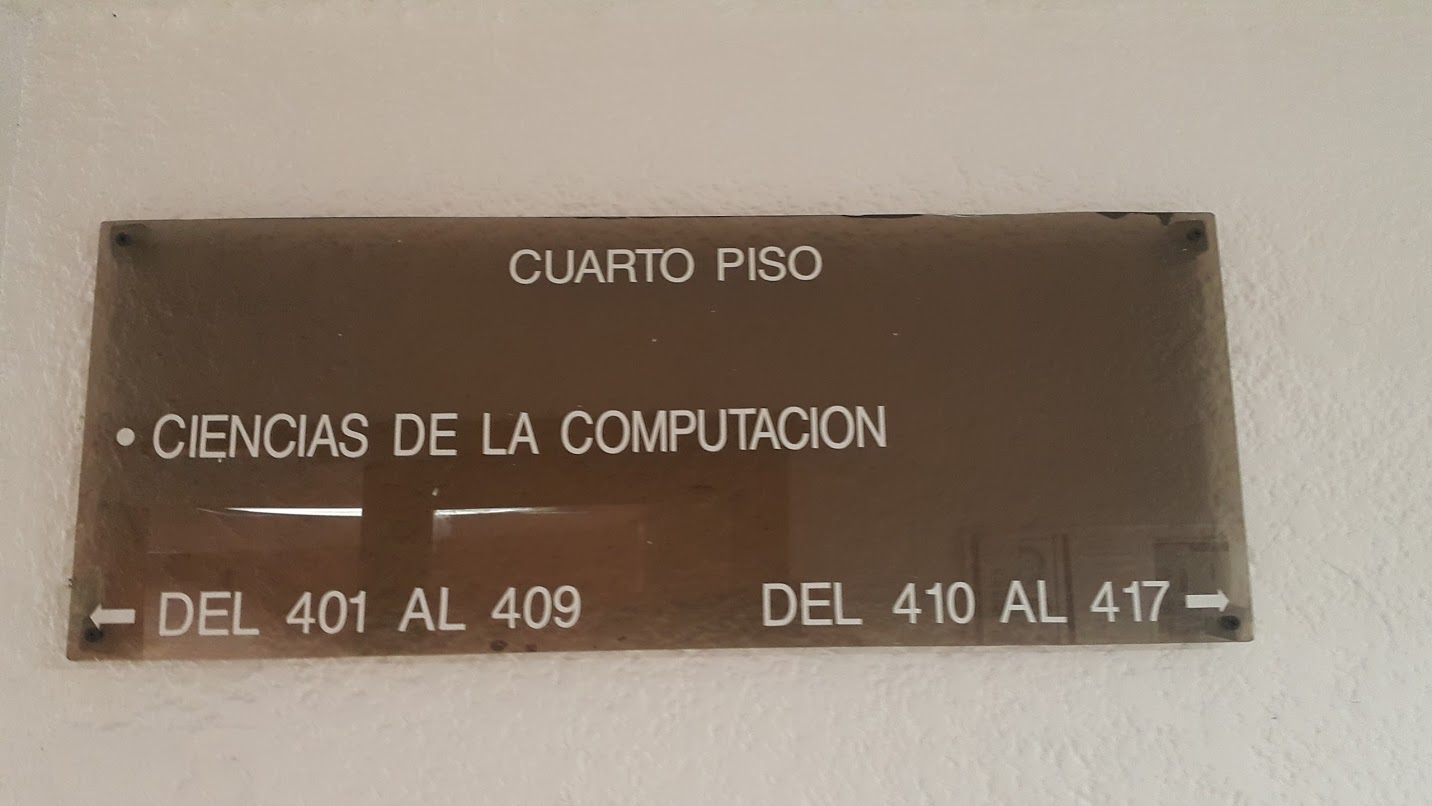 CUARTO PISO
• CIENCIAS DE LA COMPUTACION
← DEL 401 AL 409
DEL 410 AL 417 →